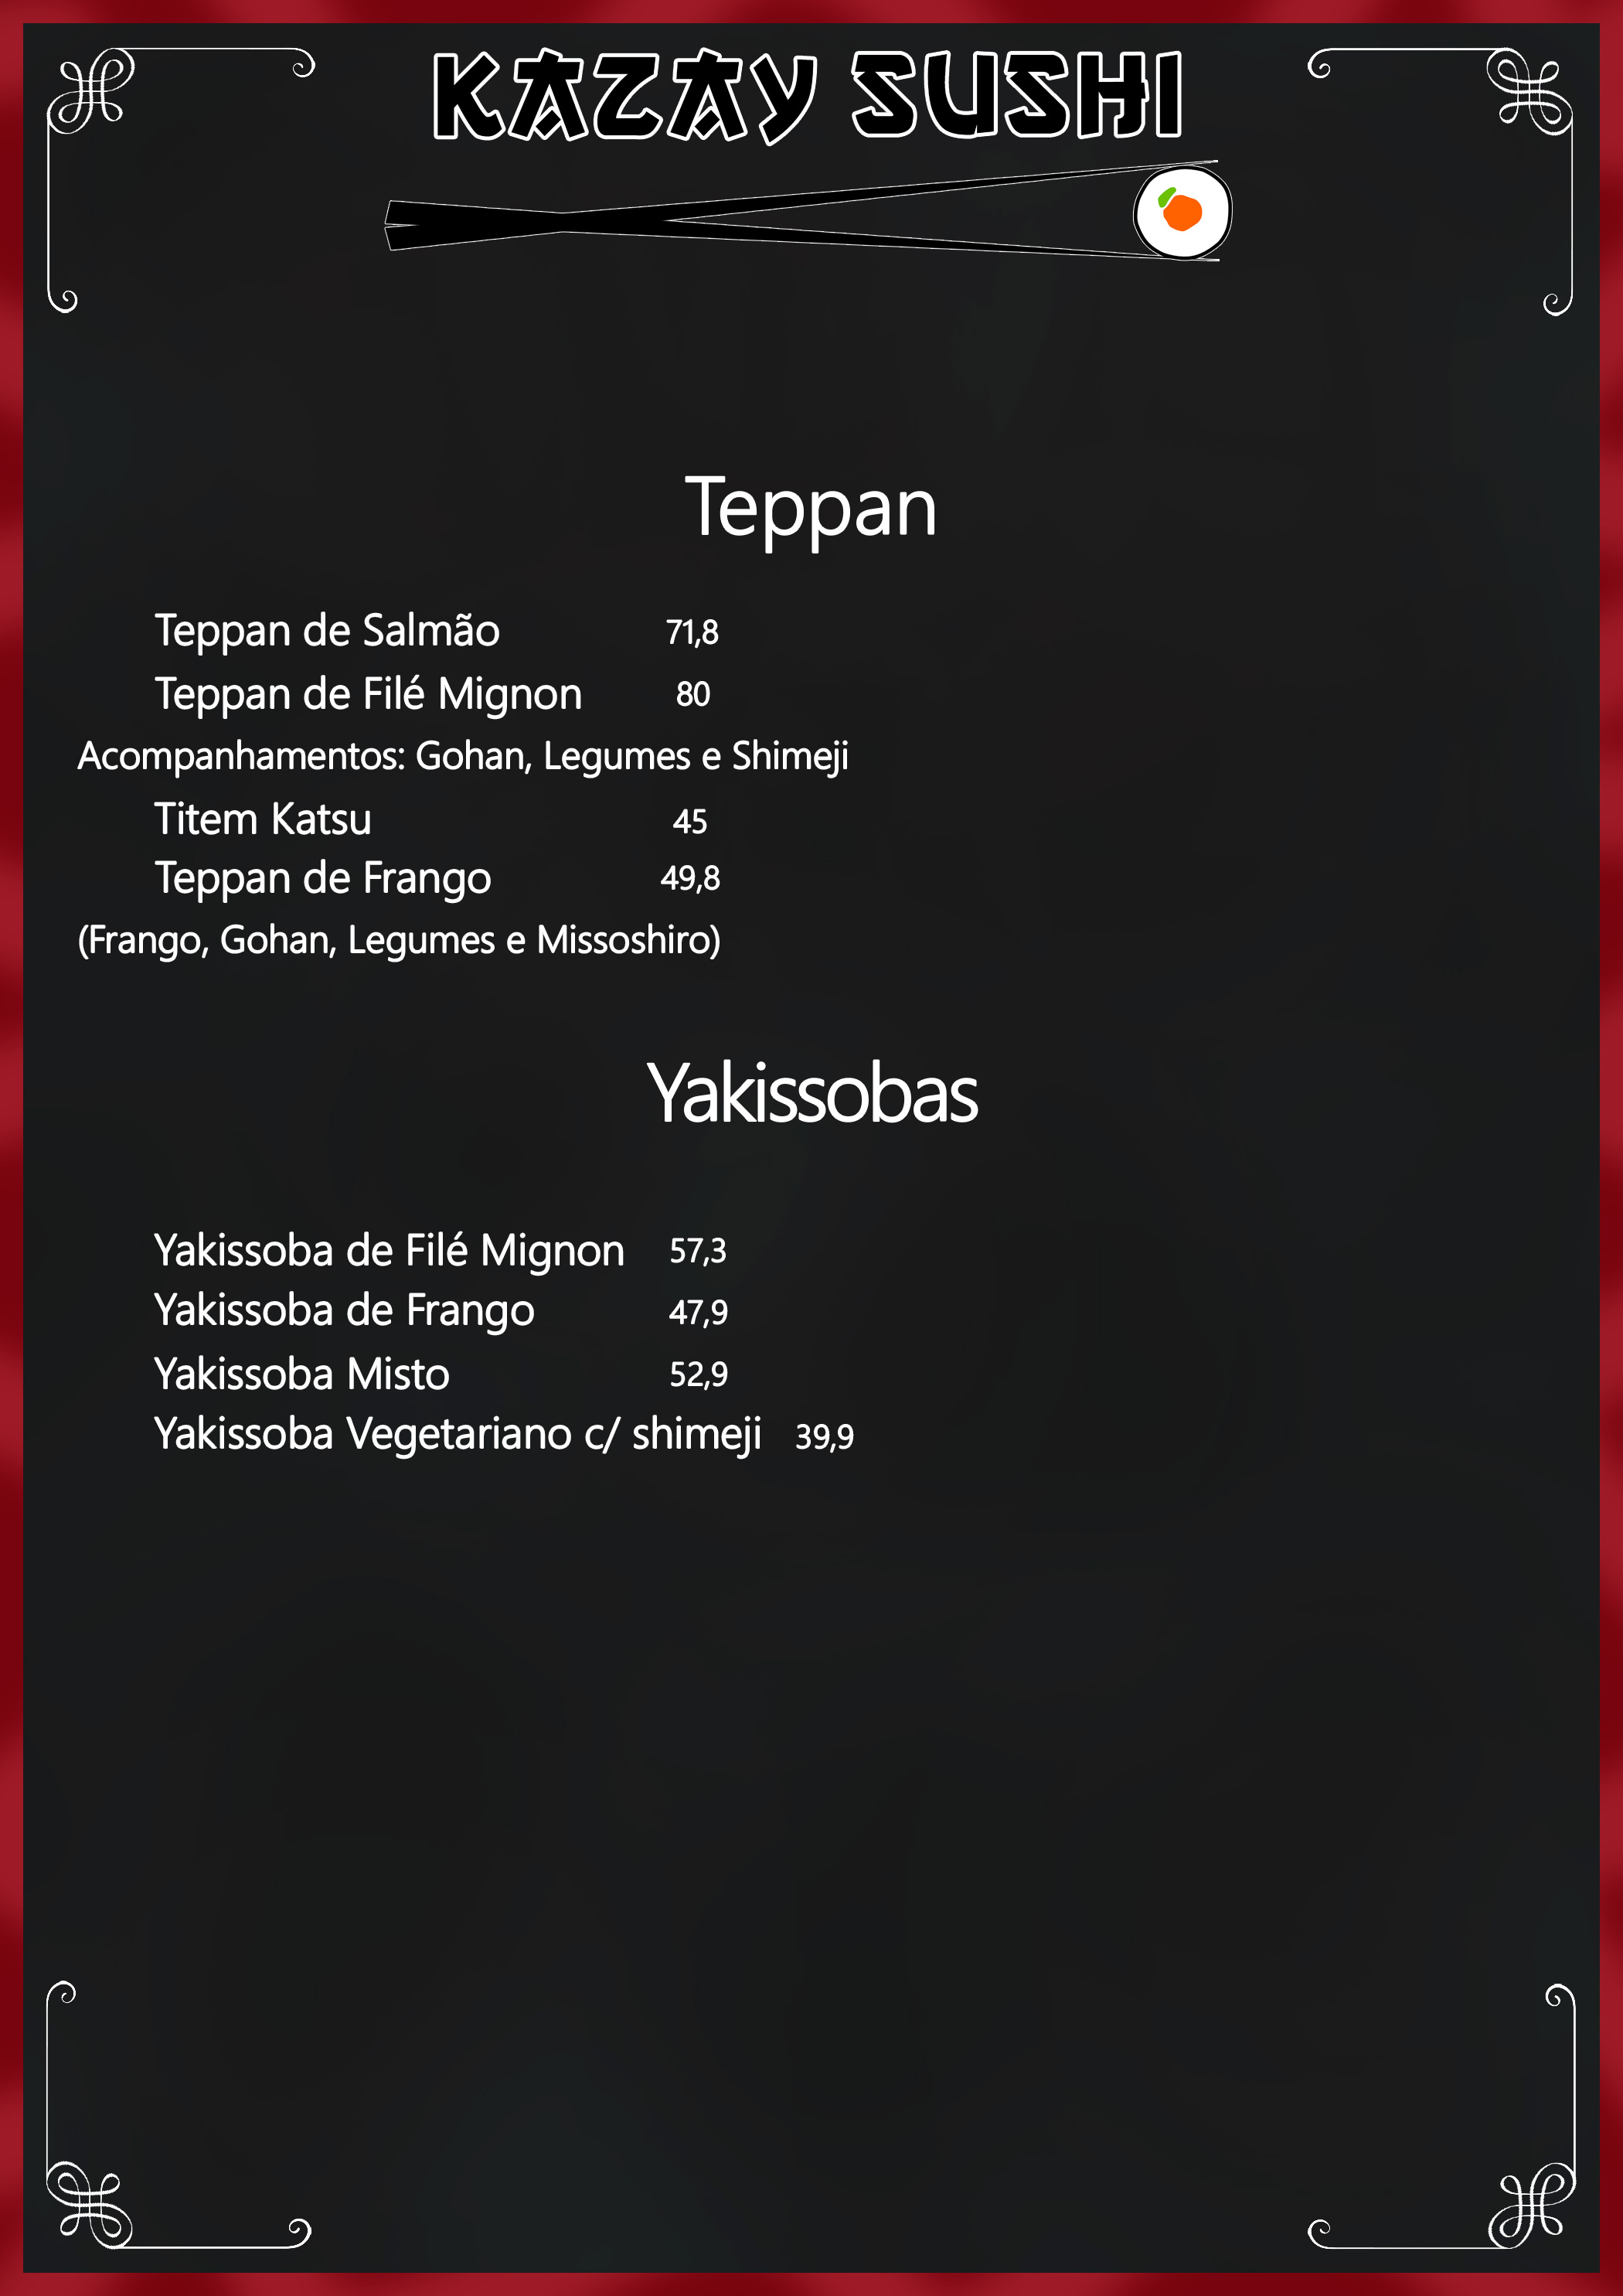 KAZAY SUSHI
Teppan
Teppan de Salmão 71,8
Teppan de Filé Mignon 80
Acompanhamentos: Gohan, Legumes e Shimeji
Titem Katsu 45
Teppan de Frango 49,8
(Frango, Gohan, Legumes e Missoshiro)
Yakissobas
Yakissoba de Filé Mignon 57,3
Yakissoba de Frango 47,9
Yakissoba Misto 52,9
Yakissoba Vegetariano c/ shimeji 39,9